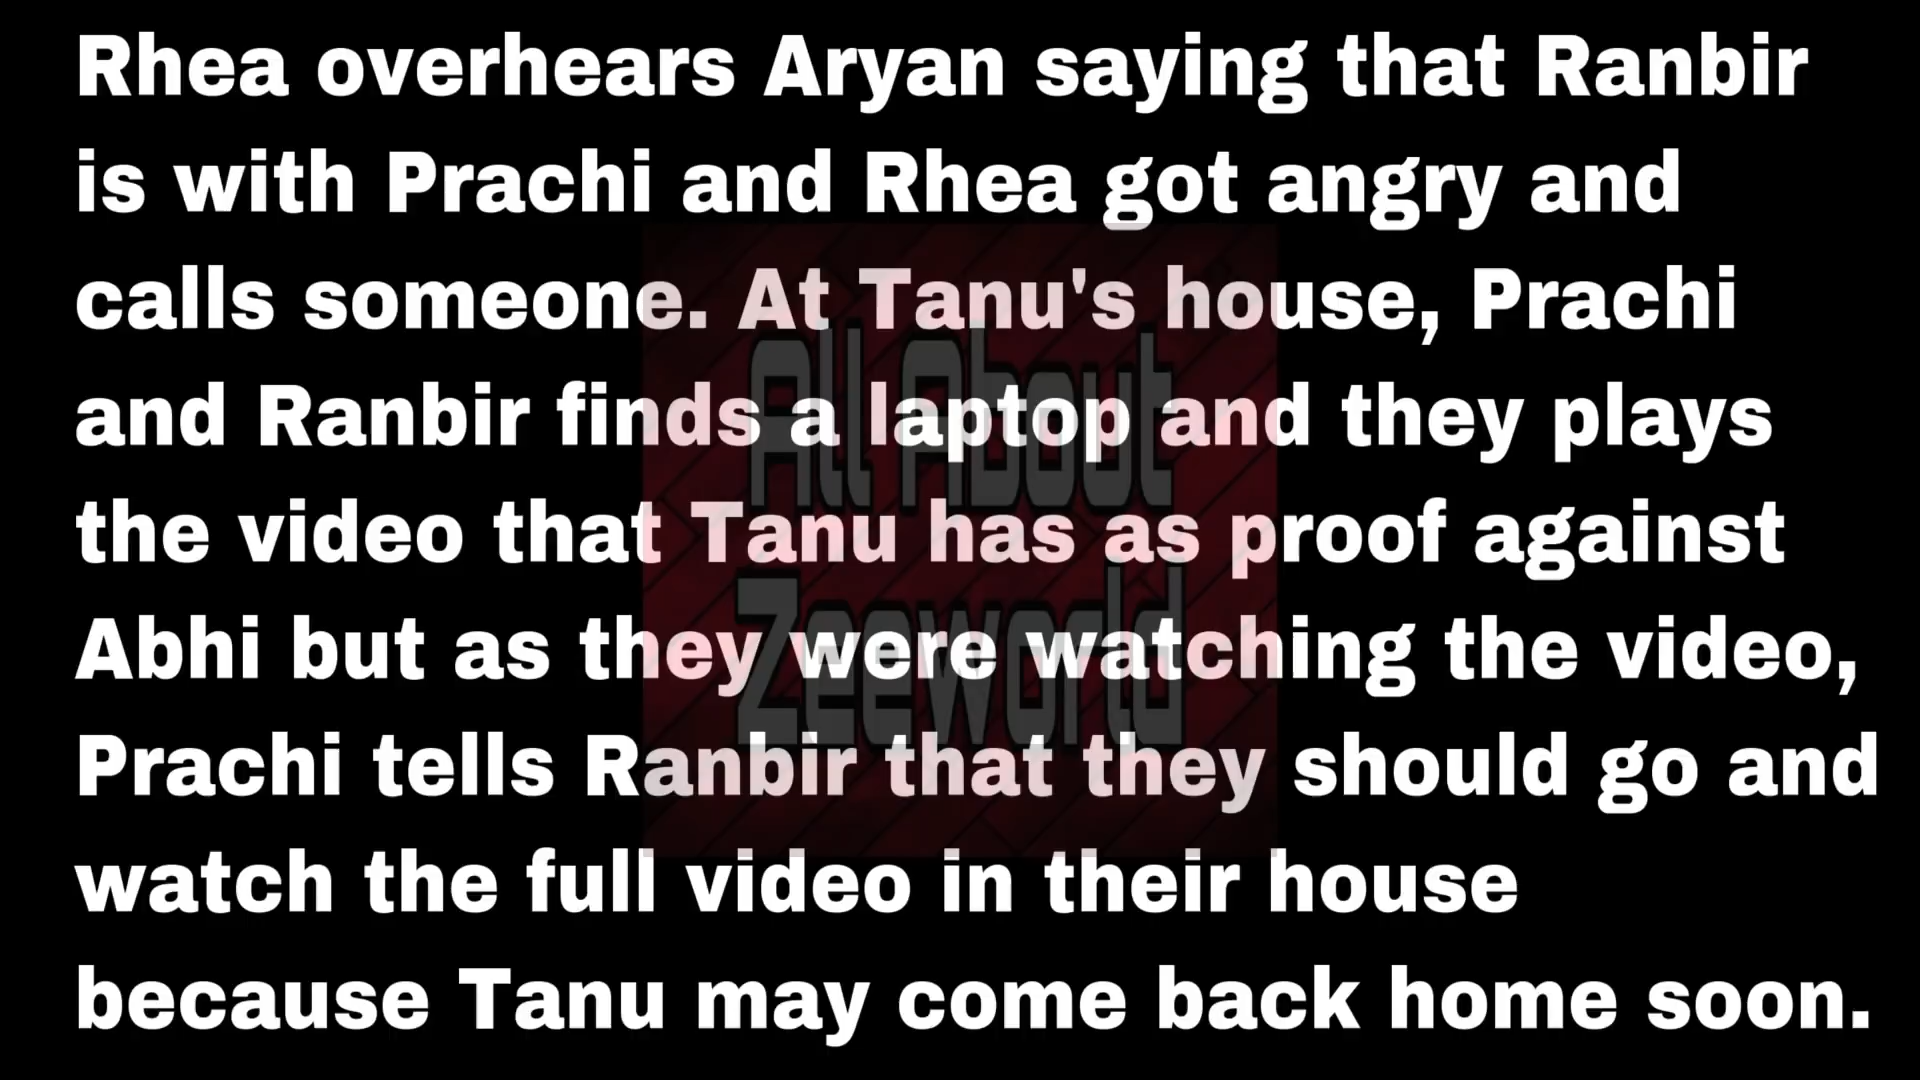 Rhea overhears Aryan saying that Ranbir
is with Prachi and Rhea got angry and
calls someone. At Tanu's house, Prachi
and Ranbir finds a laptop and they plays
the video that Tanu has as proof against
Abhi but as they were watching the video,
Prachi tells Ranbir that they should go and
watch the full video in their house
because Tanu may come back home soon.
All About
Zeeworld